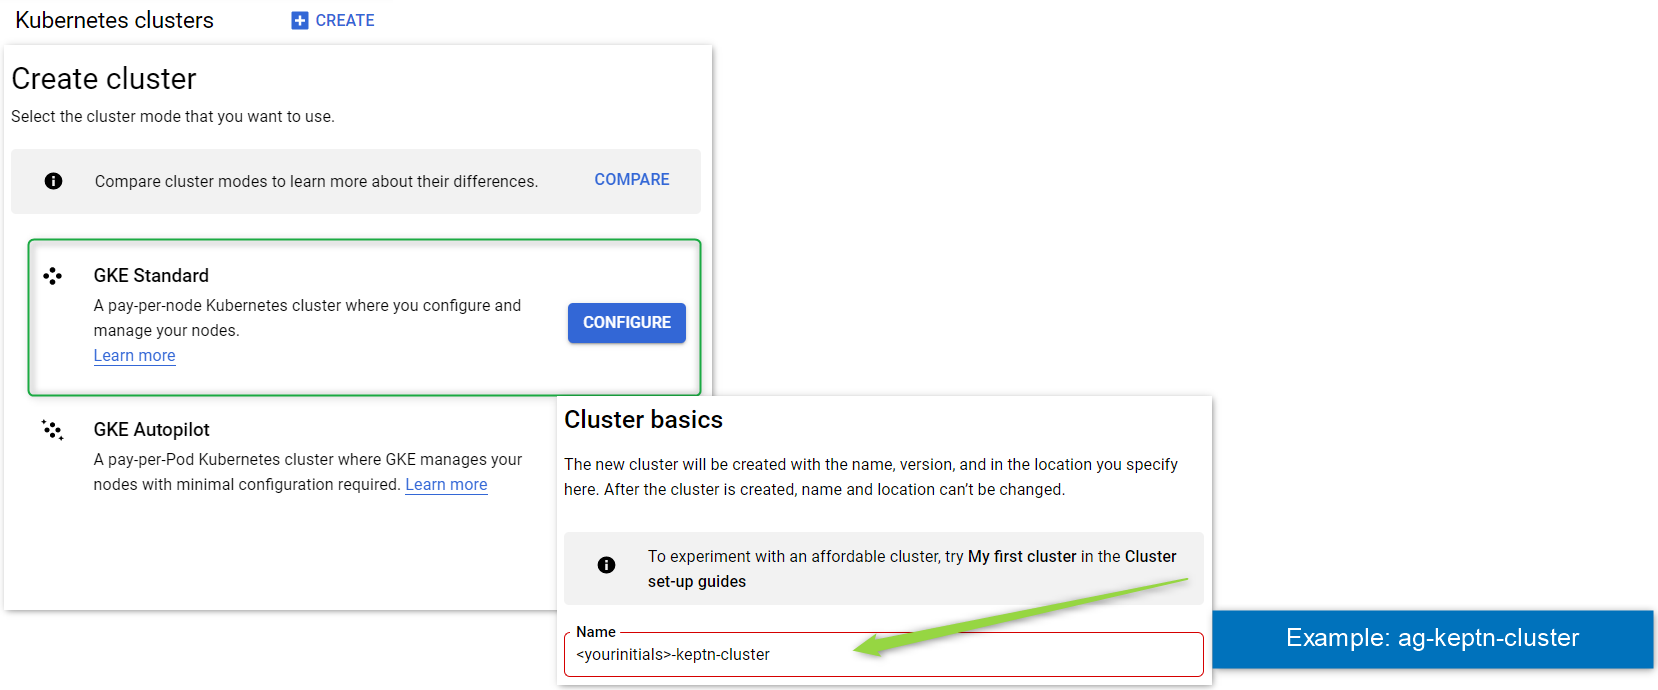 Kubernetes clusters
CREATE
Create cluster
Select the cluster mode that you want to use.
Compare cluster modes to learn more about their differences.
COMPARE
GKE Standard
A pay-per-node Kubernetes cluster where you configure and
manage your nodes.
Learn more
CONFIGURE
GKE Autopilot
A pay-per-Pod Kubernetes cluster where GKE manages your
nodes with minimal configuration required. Learn more
Cluster basics
The new cluster will be created with the name, version, and in the location you specify
here. After the cluster is created, name and location can’t be changed.
To experiment with an affordable cluster, try My first cluster in the Cluster
set-up guides
Name
<yourinitials>-keptn-cluster
Example: ag-keptn-cluster